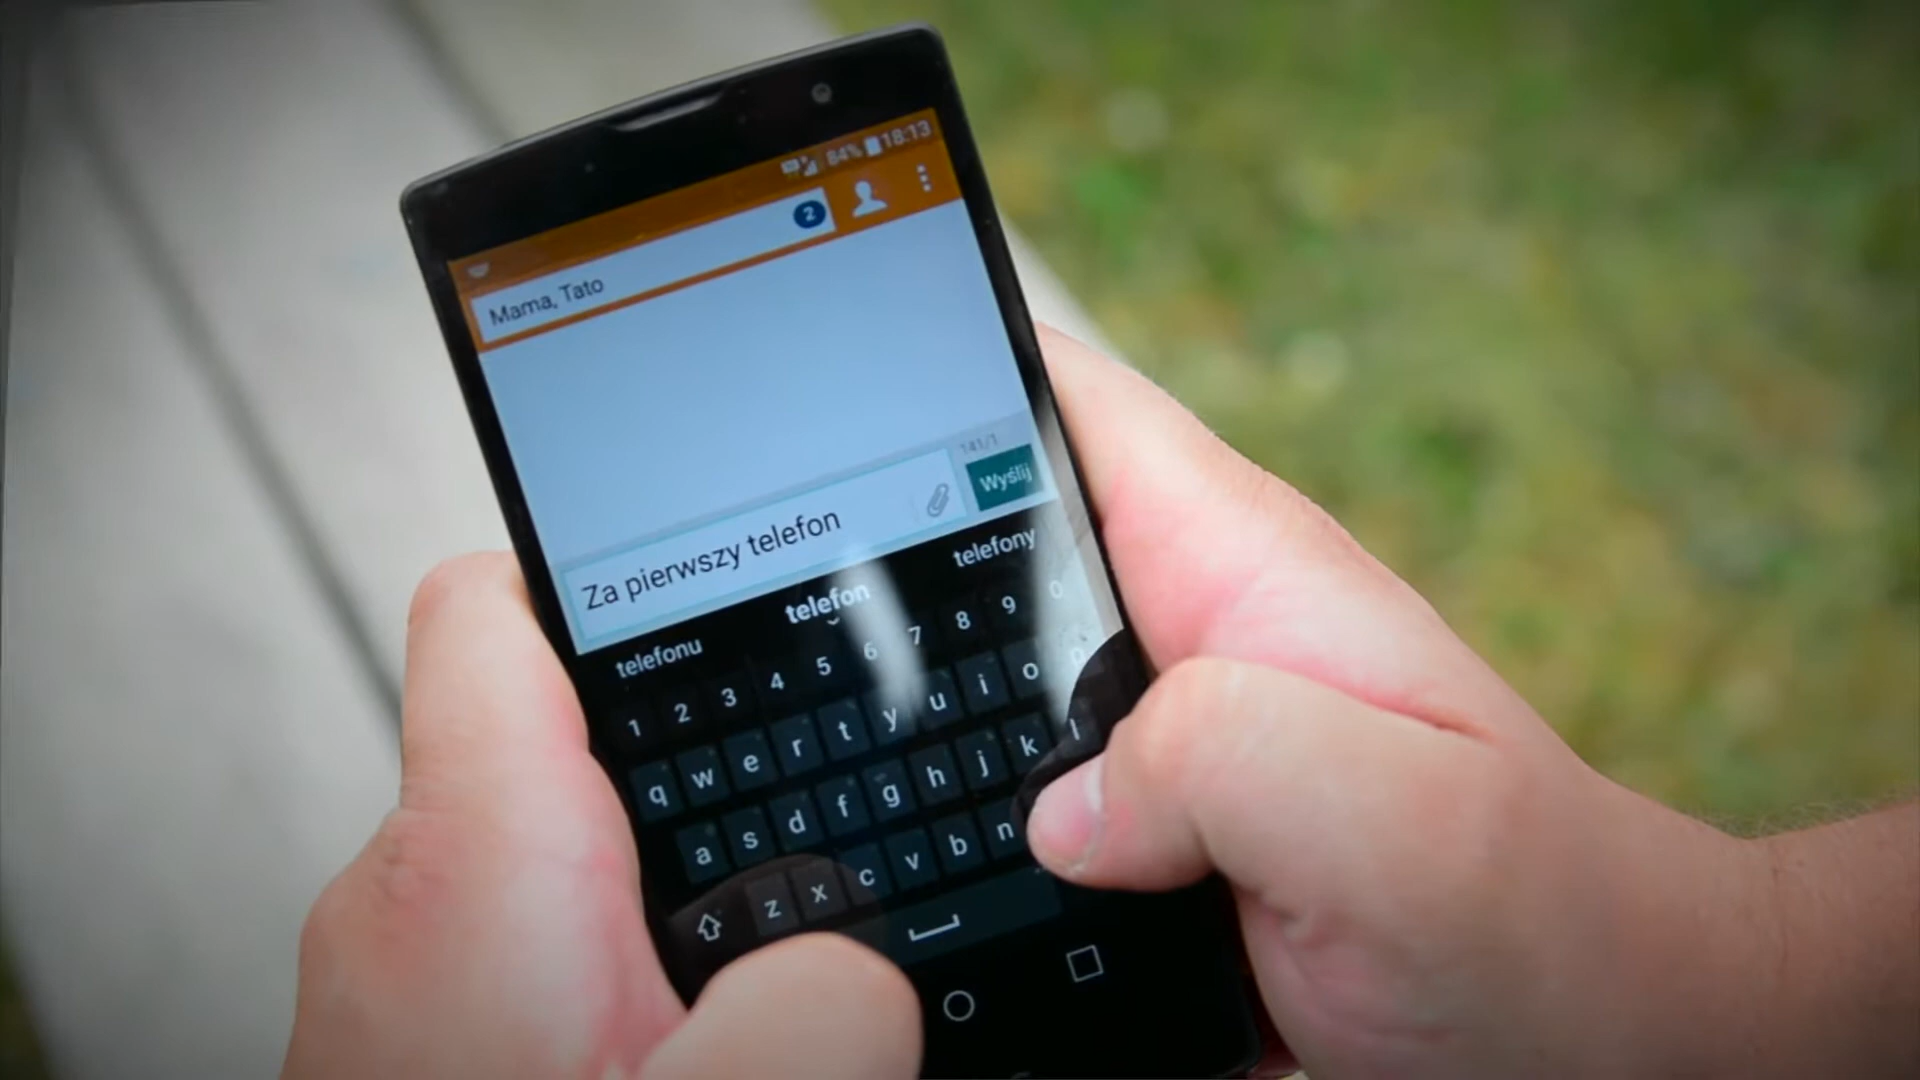 84% 18:13
Mama, Tato 2
141/1
Za pierwszy telefon Wyślij
telefonu telefon telefony
1 2 3 4 5 6 7 8 9 0
q w e r t y u i o p
a s d f g h j k l
z x c v b n